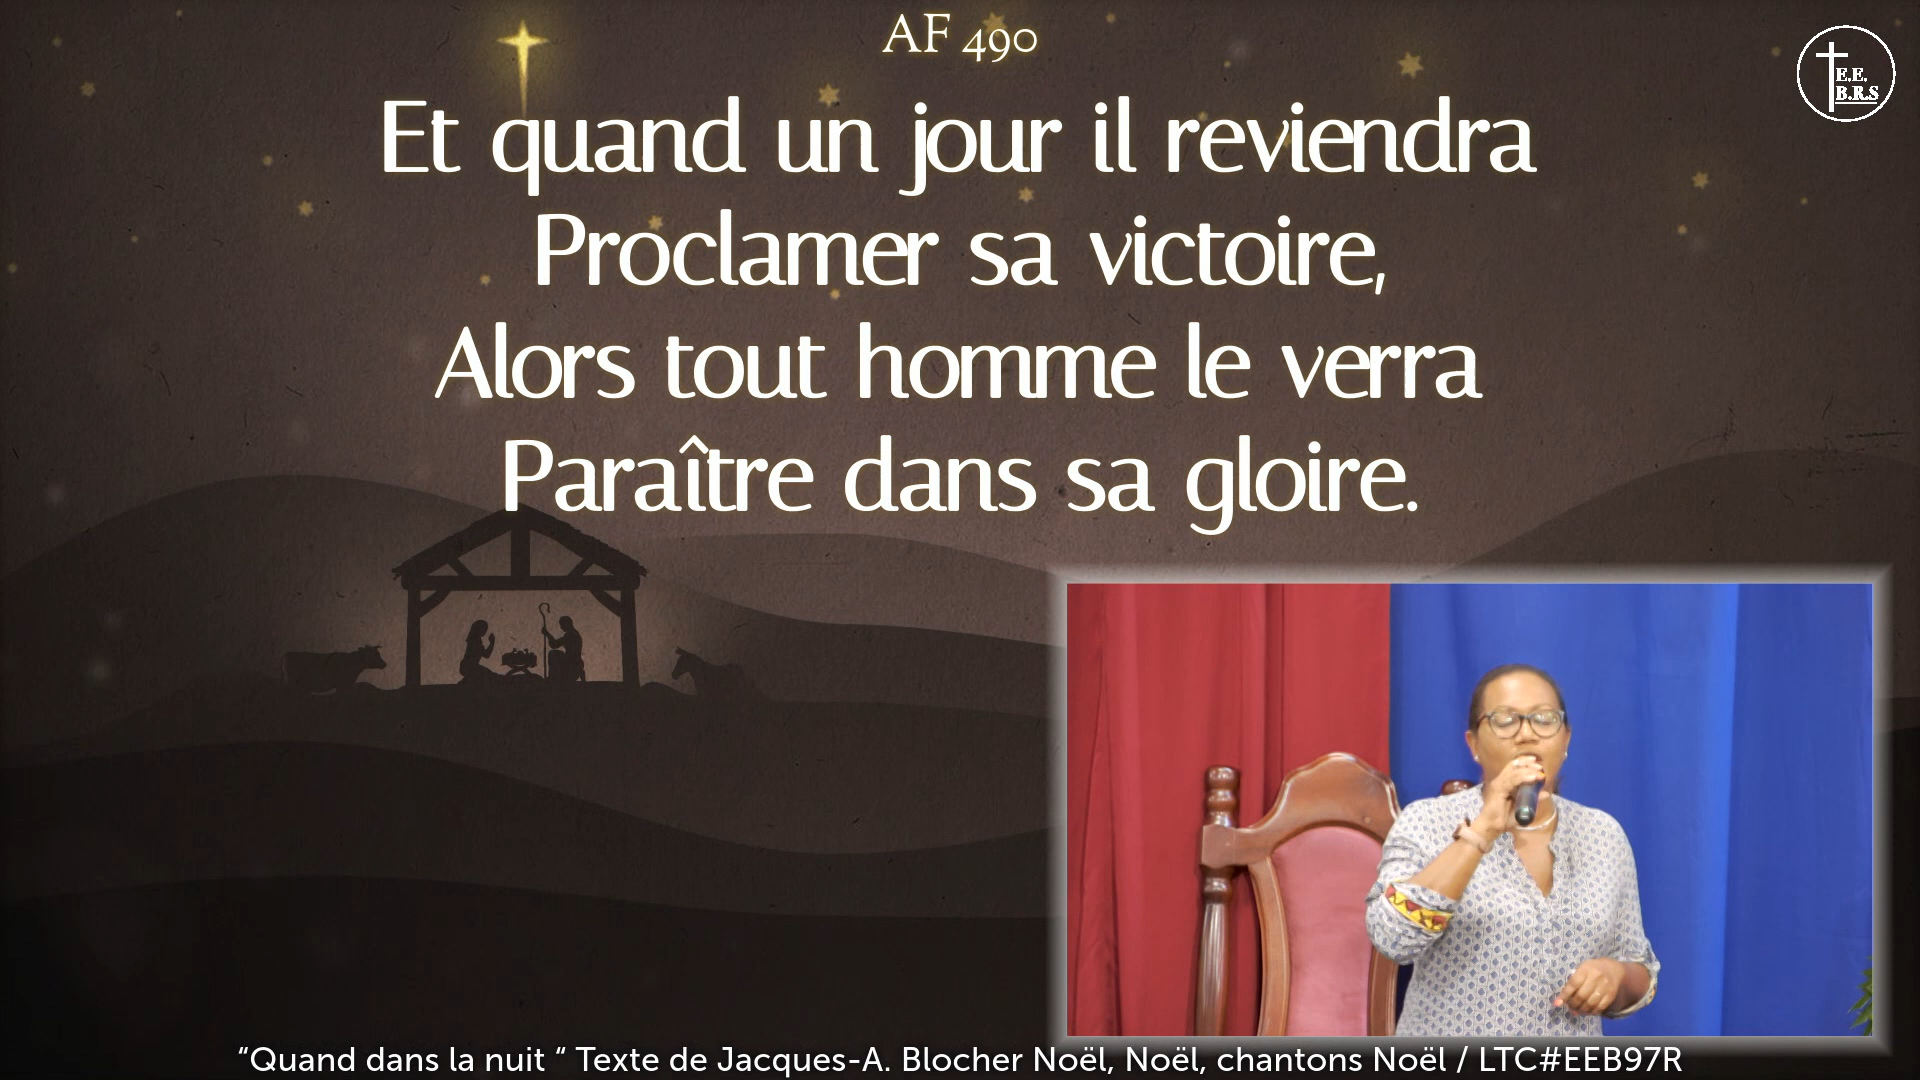 AF 490
E.E.
B.R.S
Et quand un jour il reviendra
Proclamer sa victoire,
Alors tout homme le verra
Paraître dans sa gloire.
“Quand dans la nuit “ Texte de Jacques-A. Blocher Noël, Noël, chantons Noël / LTC#EEB97R